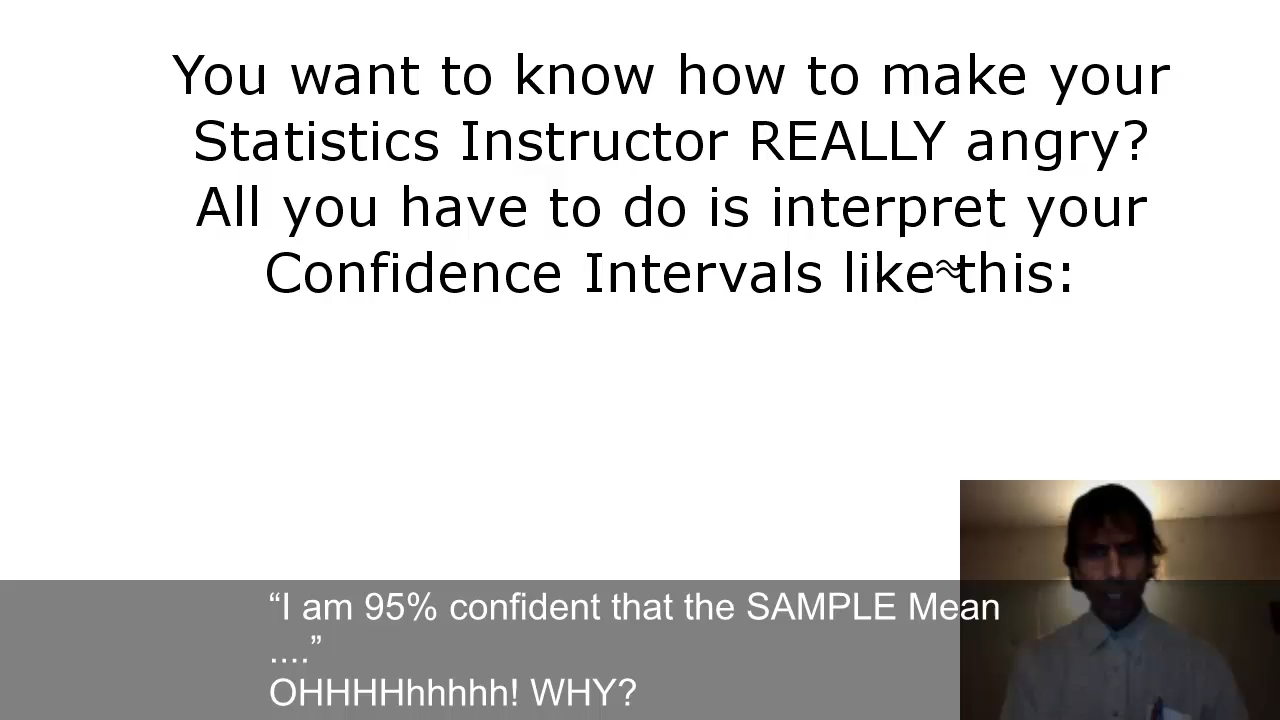 You want to know how to make your
Statistics Instructor REALLY angry?
All you have to do is interpret your
Confidence Intervals like this:
“I am 95% confident that the SAMPLE Mean
....”
OHHHHhhhhh! WHY?